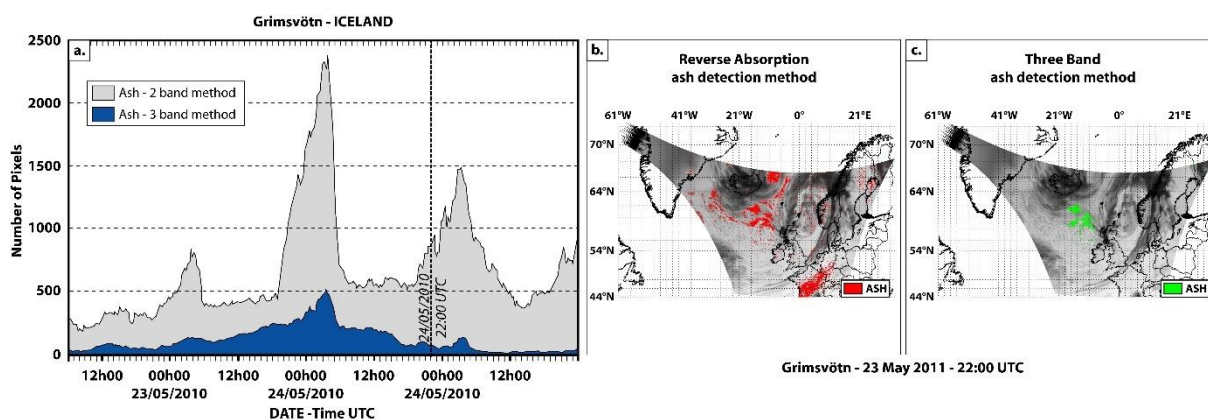 Grimsvötn - ICELAND
a.
2500
2000
1500
1000
500
0
Number of Pixels
Ash - 2 band method
Ash - 3 band method
24/05/2010
22:00 UTC
12h00 00h00 12h00 00h00 12h00 00h00 12h00
23/05/2010 24/05/2010 24/05/2010
DATE -Time UTC
b.
Reverse Absorption
ash detection method
61°W 41°W 21°W 0° 21°E
70°N
64°N
54°N
44°N
ASH
c.
Three Band
ash detection method
61°W 41°W 21°W 0° 21°E
70°N
64°N
54°N
44°N
ASH
Grimsvötn - 23 May 2011 - 22:00 UTC